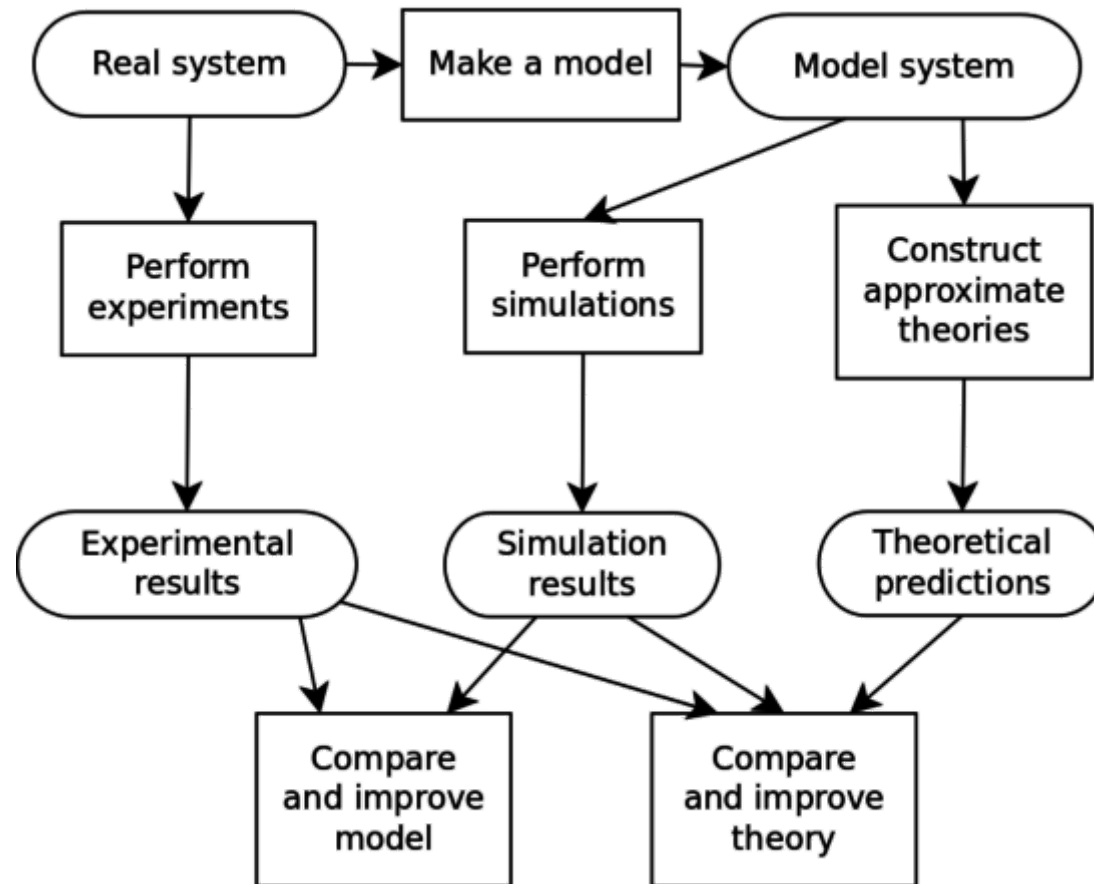 Real system
Make a model
Model system
Perform
experiments
Perform
simulations
Construct
approximate
theories
Experimental
results
Simulation
results
Theoretical
predictions
Compare
and improve
model
Compare
and improve
theory